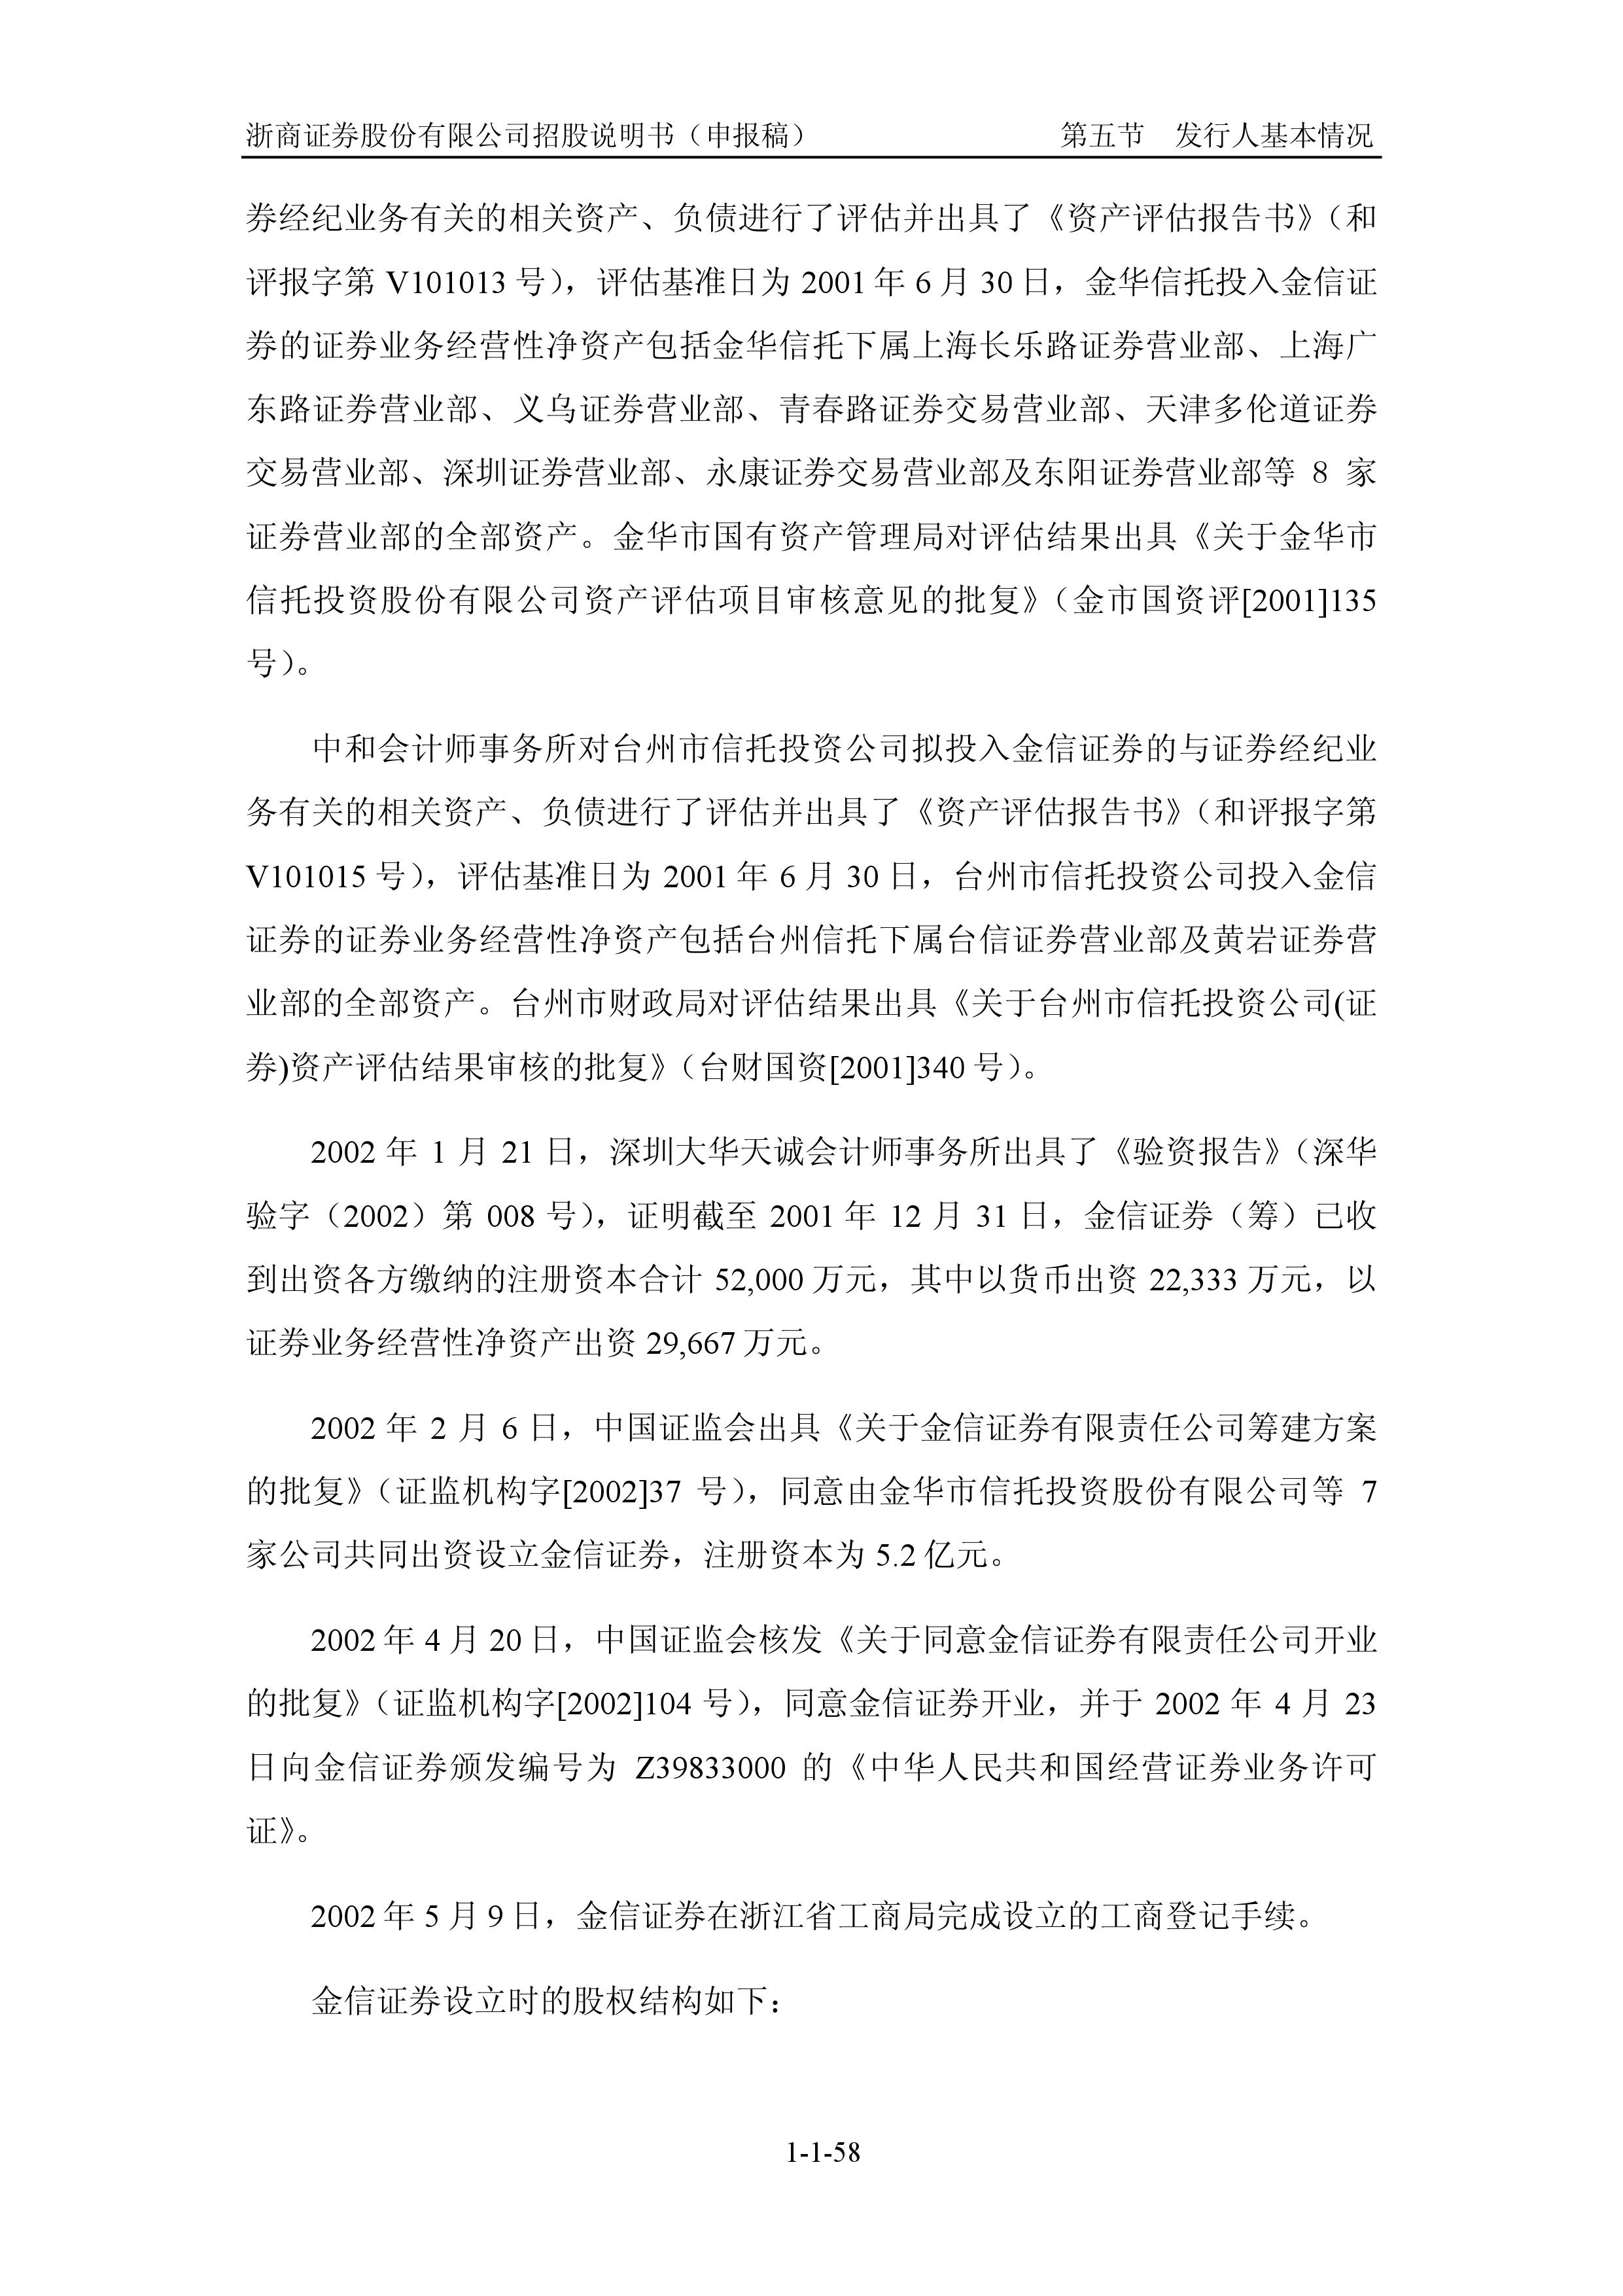 浙商证券股份有限公司招股说明书（申报稿） 第五节 发行人基本情况
券经纪业务有关的相关资产、负债进行了评估并出具了《资产评估报告书》（和
评报字第 V101013 号），评估基准日为 2001 年 6 月 30 日，金华信托投入金信证
券的证券业务经营性净资产包括金华信托下属上海长乐路证券营业部、上海广
东路证券营业部、义乌证券营业部、青春路证券交易营业部、天津多伦道证券
交易营业部、深圳证券营业部、永康证券交易营业部及东阳证券营业部等 8 家
证券营业部的全部资产。金华市国有资产管理局对评估结果出具《关于金华市
信托投资股份有限公司资产评估项目审核意见的批复》（金市国资评[2001]135
号）。
中和会计师事务所对台州市信托投资公司拟投入金信证券的与证券经纪业
务有关的相关资产、负债进行了评估并出具了《资产评估报告书》（和评报字第
V101015 号），评估基准日为 2001 年 6 月 30 日，台州市信托投资公司投入金信
证券的证券业务经营性净资产包括台州信托下属台信证券营业部及黄岩证券营
业部的全部资产。台州市财政局对评估结果出具《关于台州市信托投资公司(证
券)资产评估结果审核的批复》（台财国资[2001]340 号）。
2002 年 1 月 21 日，深圳大华天诚会计师事务所出具了《验资报告》（深华
验字（2002）第 008 号），证明截至 2001 年 12 月 31 日，金信证券（筹）已收
到出资各方缴纳的注册资本合计 52,000 万元，其中以货币出资 22,333 万元，以
证券业务经营性净资产出资 29,667 万元。
2002 年 2 月 6 日，中国证监会出具《关于金信证券有限责任公司筹建方案
的批复》（证监机构字[2002]37 号），同意由金华市信托投资股份有限公司等 7
家公司共同出资设立金信证券，注册资本为 5.2 亿元。
2002 年 4 月 20 日，中国证监会核发《关于同意金信证券有限责任公司开业
的批复》（证监机构字[2002]104 号），同意金信证券开业，并于 2002 年 4 月 23
日向金信证券颁发编号为 Z39833000 的《中华人民共和国经营证券业务许可
证》。
2002 年 5 月 9 日，金信证券在浙江省工商局完成设立的工商登记手续。
金信证券设立时的股权结构如下：
1-1-58